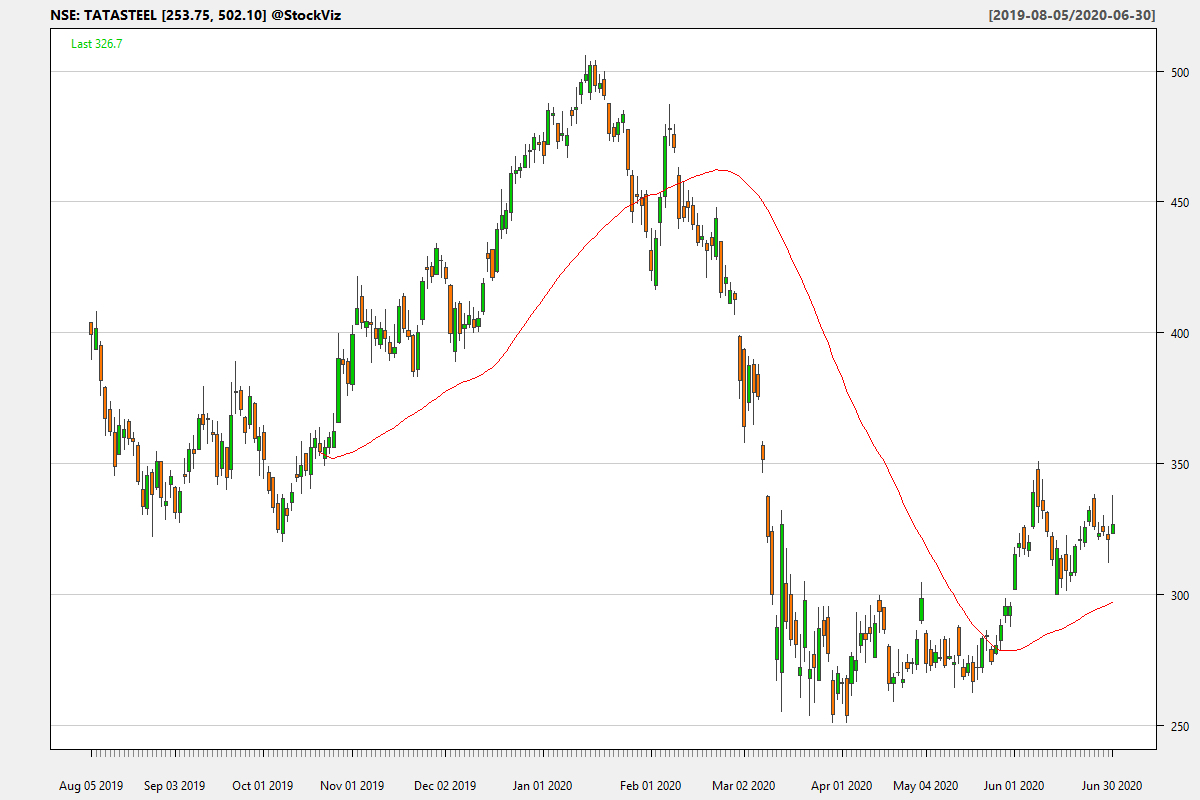 NSE: TATASTEEL [253.75, 502.10] @StockViz
[2019-08-05/2020-06-30]
Last 326.7
500
450
400
350
300
250
Aug 05 2019 Sep 03 2019 Oct 01 2019 Nov 01 2019 Dec 02 2019 Jan 01 2020 Feb 01 2020 Mar 02 2020 Apr 01 2020 May 04 2020 Jun 01 2020 Jun 30 2020